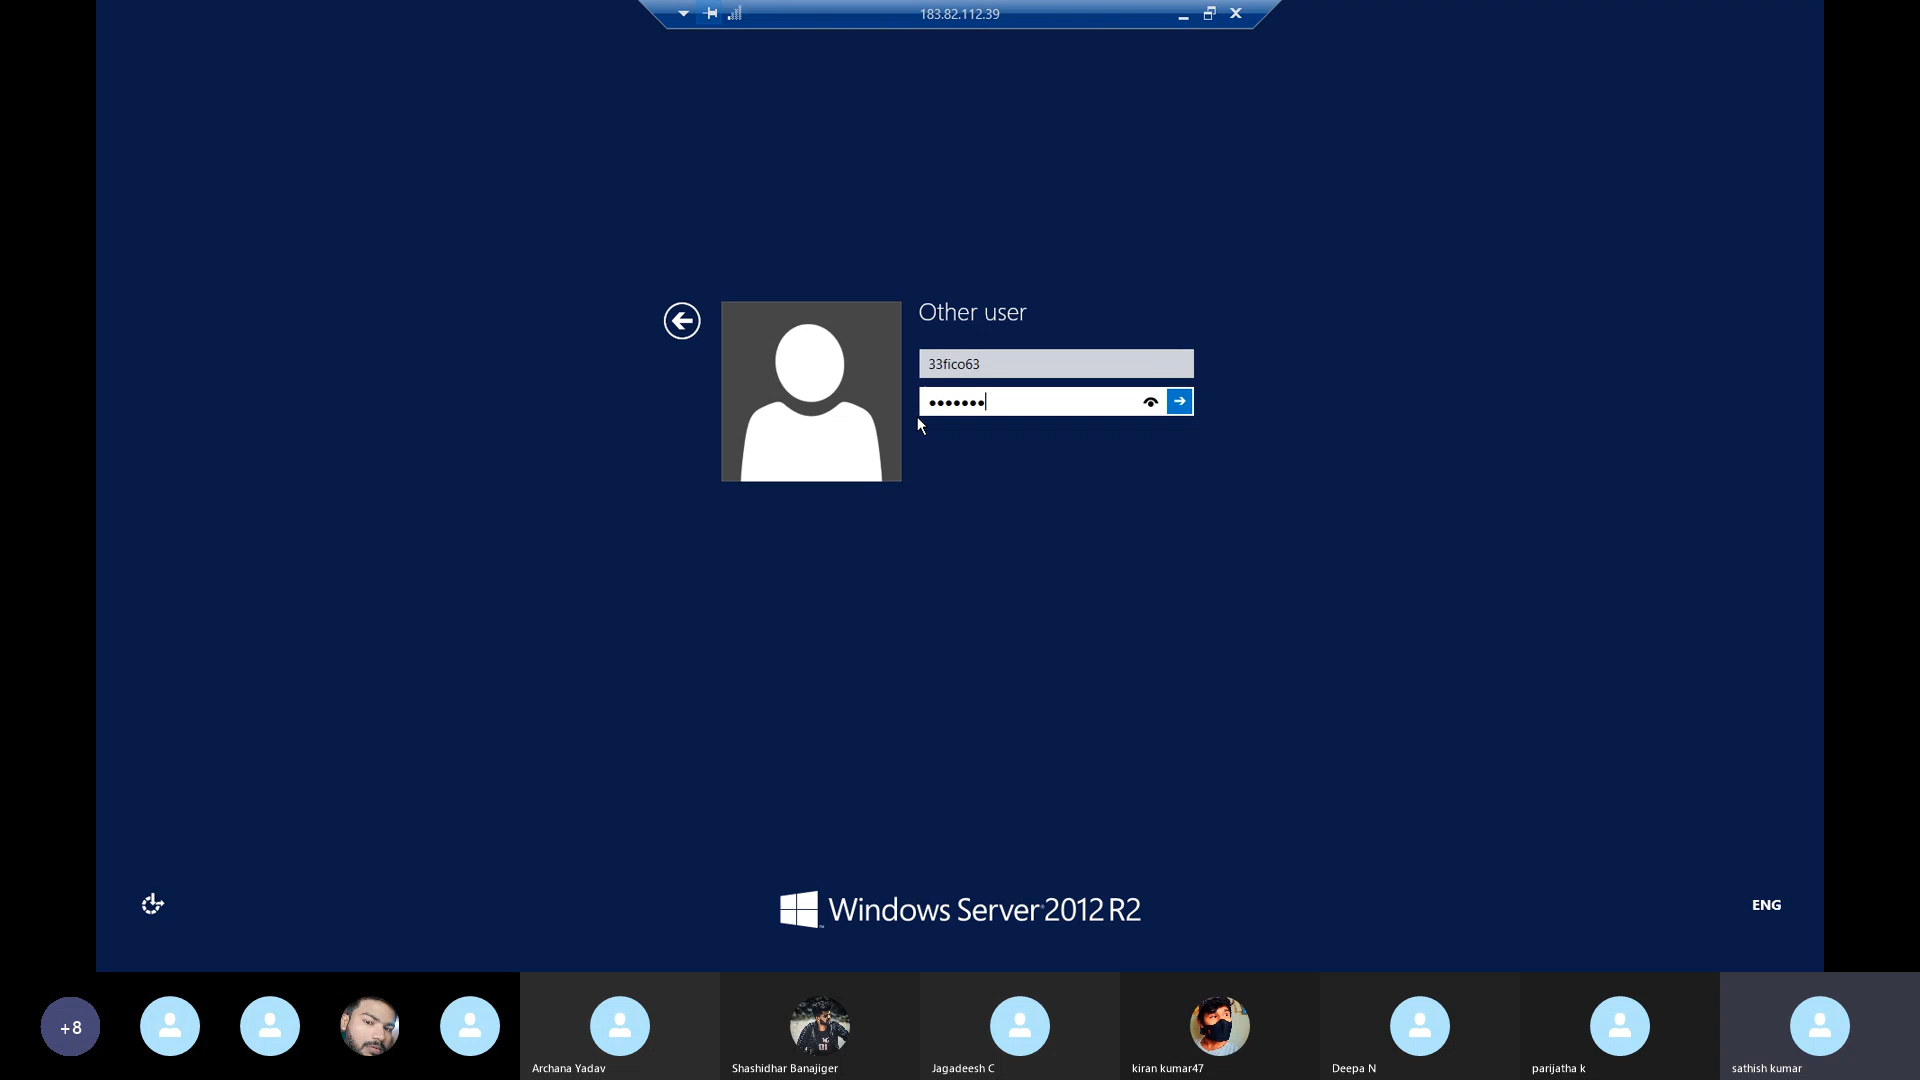 183.82.112.39
Other user
33fico63
•••••••
Windows Server 2012 R2
ENG
+8
Archana Yadav
Shashidhar Banajiger
Jagadeesh C
kiran kumar47
Deepa N
parijatha k
sathish kumar